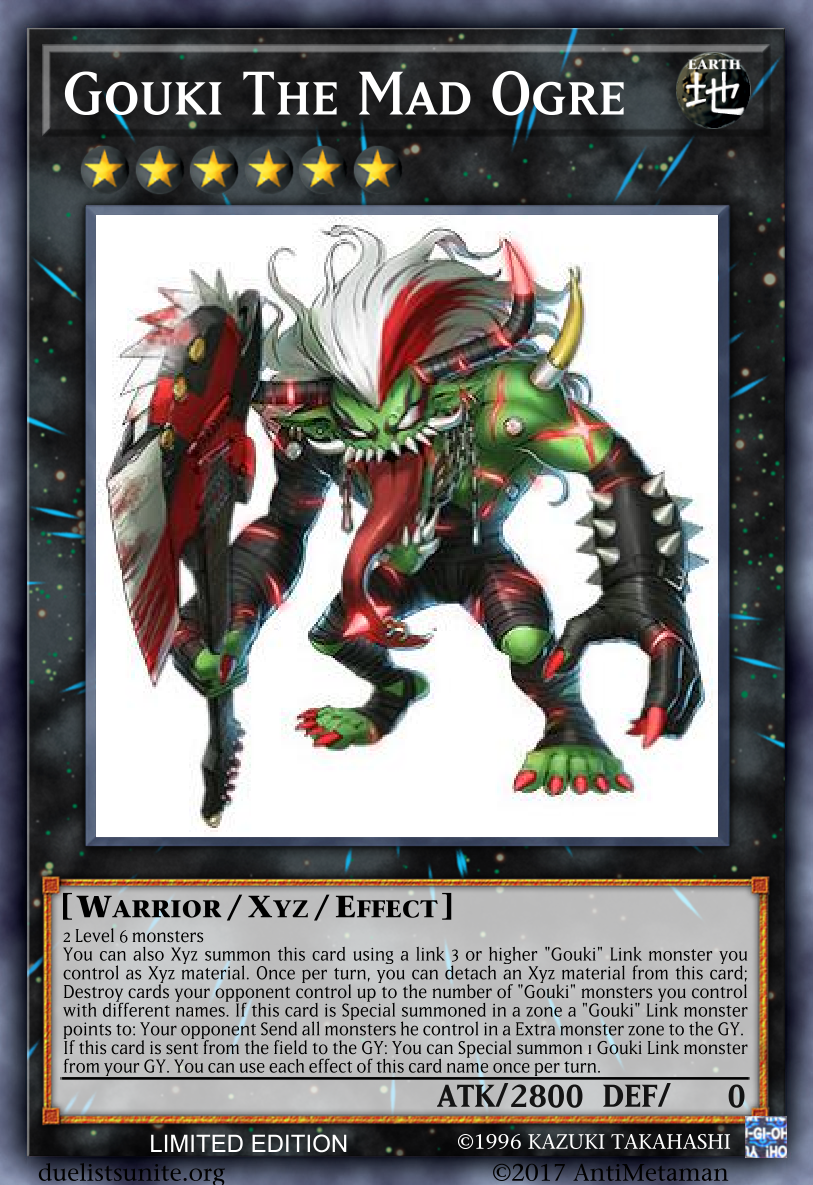 Gouki The Mad Ogre
EARTH
地
[Warrior / Xyz / Effect]
2 Level 6 monsters
You can also Xyz summon this card using a link 3 or higher "Gouki" Link monster you
control as Xyz material. Once per turn, you can detach an Xyz material from this card;
Destroy cards your opponent control up to the number of "Gouki" monsters you control
with different names. If this card is Special summoned in a zone a "Gouki" Link monster
points to: Your opponent Send all monsters he control in a Extra monster zone to the GY.
If this card is sent from the field to the GY: You can Special summon 1 Gouki Link monster
from your GY. You can use each effect of this card name once per turn.
ATK/2800 DEF/ 0
LIMITED EDITION ©1996 KAZUKI TAKAHASHI
duelistsunite.org ©2017 AntiMetaman